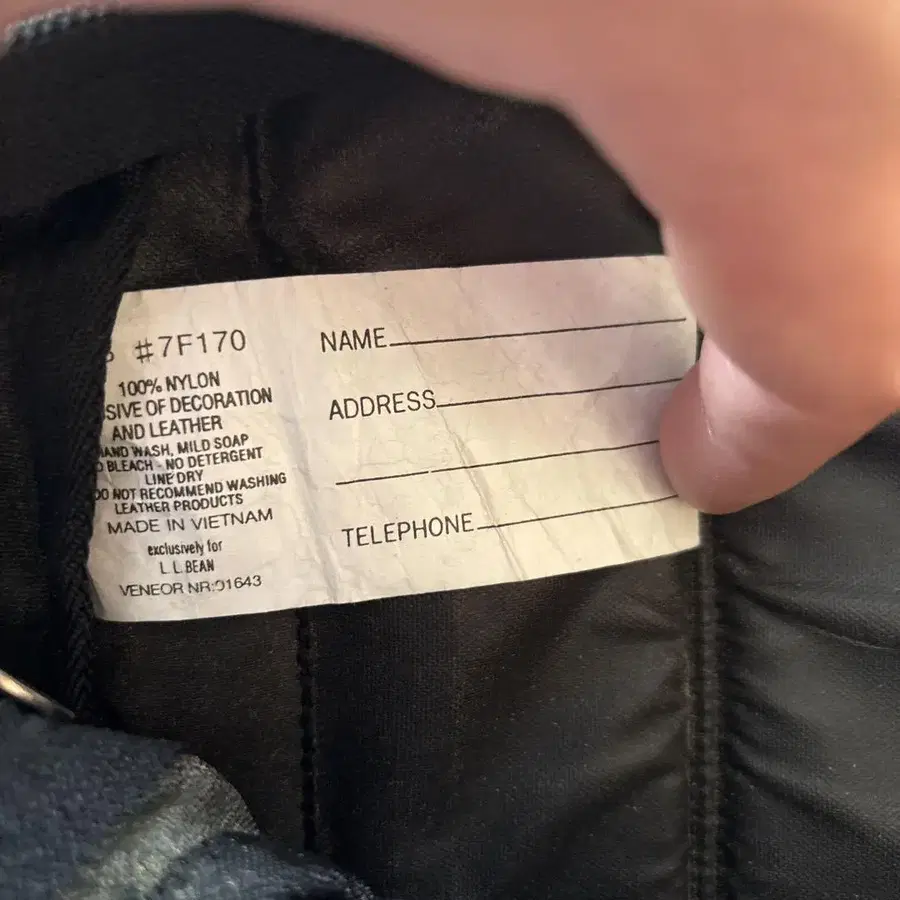 #7F170
100% NYLON
SIVE OF DECORATION
AND LEATHER
HAND WASH, MILD SOAP
O BLEACH - NO DETERGENT
LINE DRY
DO NOT RECOMMEND WASHING
LEATHER PRODUCTS
MADE IN VIETNAM
exclusively for
L.L.BEAN
VENEOR NR:01643
NAME
ADDRESS
TELEPHONE